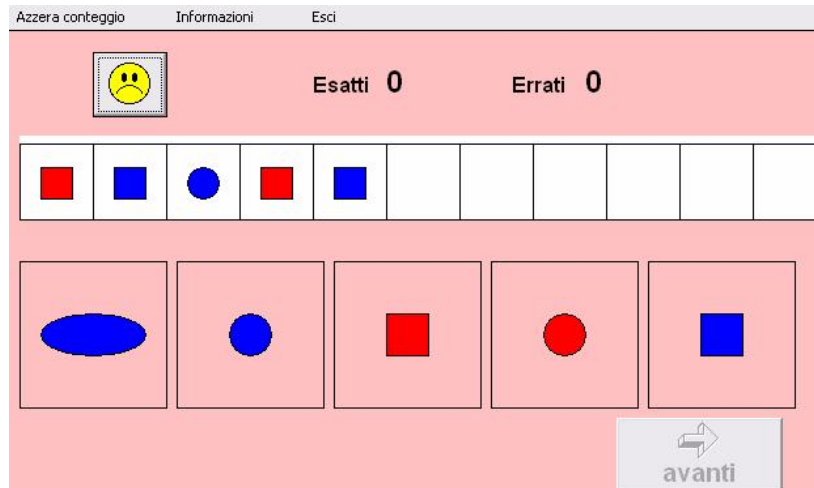 Azzera conteggio Informazioni Esci
Esatti 0 Errati 0
avanti